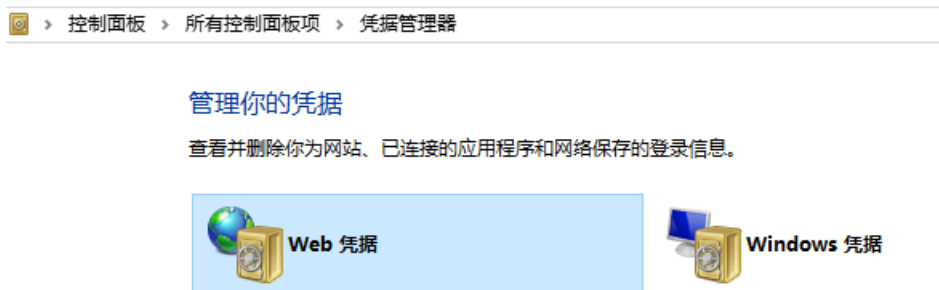 控制面板 › 所有控制面板项 › 凭据管理器
管理你的凭据
查看并删除你为网站、已连接的应用程序和网络保存的登录信息。
Web 凭据
Windows 凭据